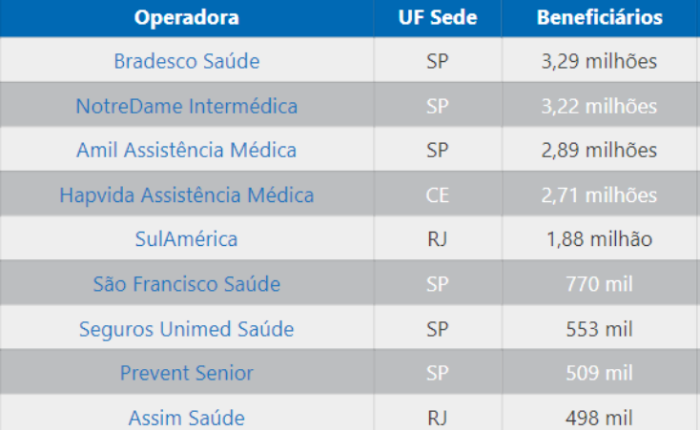 Operadora UF Sede Beneficiários
Bradesco Saúde SP 3,29 milhões
NotreDame Intermédica SP 3,22 milhões
Amil Assistência Médica SP 2,89 milhões
Hapvida Assistência Médica CE 2,71 milhões
SulAmérica RJ 1,88 milhão
São Francisco Saúde SP 770 mil
Seguros Unimed Saúde SP 553 mil
Prevent Senior SP 509 mil
Assim Saúde RJ 498 mil